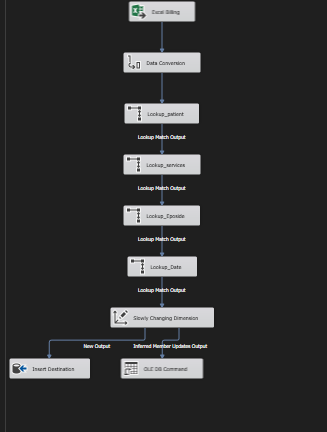 Excel Billing
Data Conversion
Lookup_patient
Lookup Match Output
Lookup_services
Lookup Match Output
Lookup_Eposide
Lookup Match Output
Lookup_Date
Lookup Match Output
Slowly Changing Dimension
New Output
Inferred Member Updates Output
Insert Destination
OLE DB Command